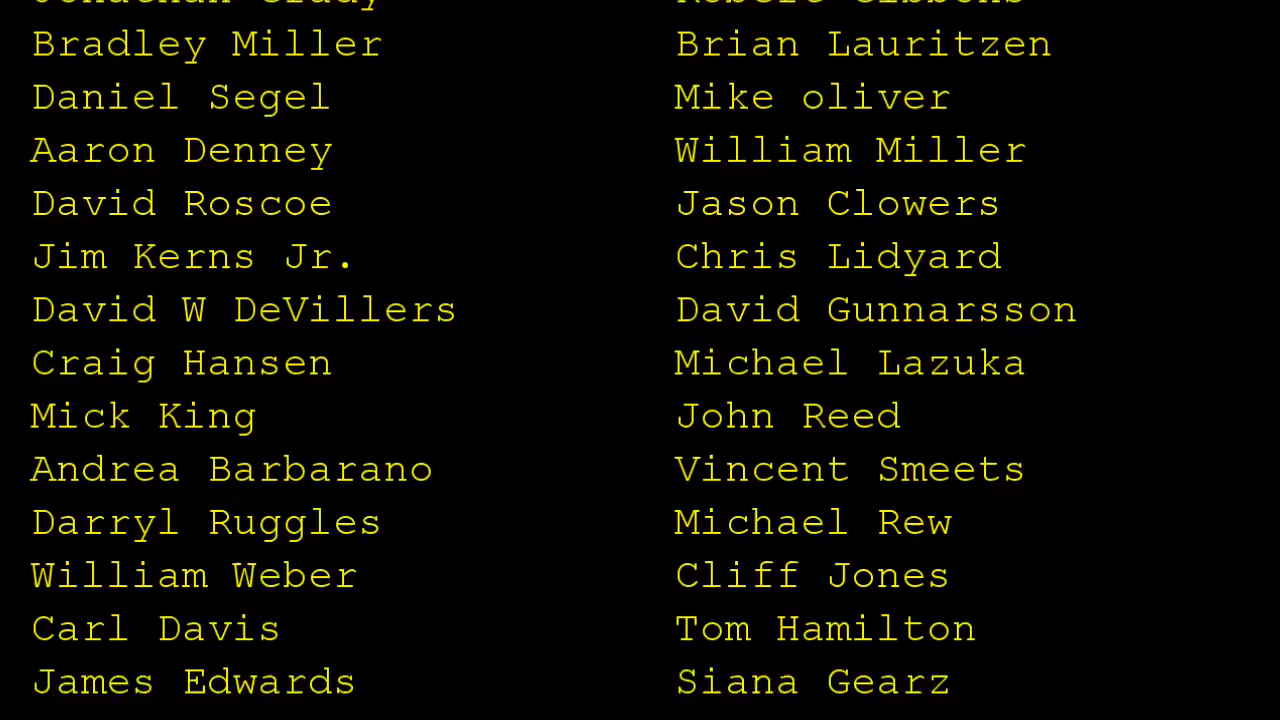 Bradley Miller
Brian Lauritzen
Daniel Segel
Mike oliver
Aaron Denney
William Miller
David Roscoe
Jason Clowers
Jim Kerns Jr.
Chris Lidyard
David W DeVillers
David Gunnarsson
Craig Hansen
Michael Lazuka
Mick King
John Reed
Andrea Barbarano
Vincent Smeets
Darryl Ruggles
Michael Rew
William Weber
Cliff Jones
Carl Davis
Tom Hamilton
James Edwards
Siana Gearz